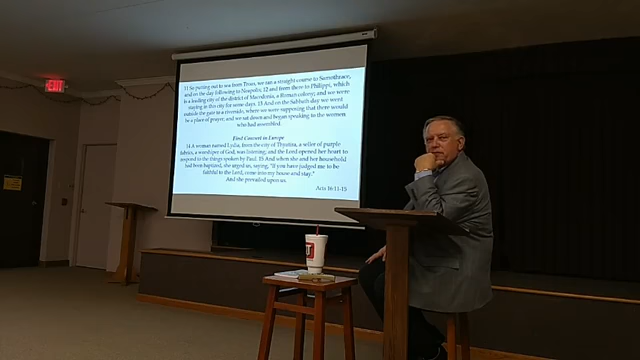 EXIT
11 So putting out to sea from Troas, we ran a straight course to Samothrace,
and on the day following to Neapolis; 12 and from there to Philippi, which
is a leading city of the district of Macedonia, a Roman colony; and we were
staying in this city for some days. 13 And on the Sabbath day we went
outside the gate to a riverside, where we were supposing that there would
be a place of prayer; and we sat down and began speaking to the women
who had assembled.
First Convert in Europe
14 A woman named Lydia, from the city of Thyatira, a seller of purple
fabrics, a worshiper of God, was listening; and the Lord opened her heart to
respond to the things spoken by Paul. 15 And when she and her household
had been baptized, she urged us, saying, "If you have judged me to be
faithful to the Lord, come into my house and stay."
And she prevailed upon us.
Acts 16:11-15